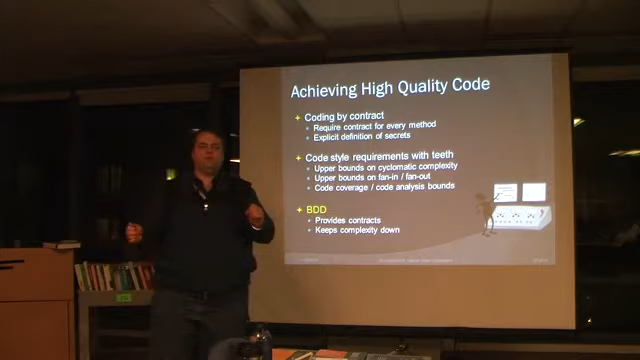 Achieving High Quality Code
Coding by contract
Require contract for every method
Explicit definition of secrets
Code style requirements with teeth
Upper bounds on cyclomatic complexity
Upper bounds on fan-in / fan-out
Code coverage / code analysis bounds
BDD
Provides contracts
Keeps complexity down